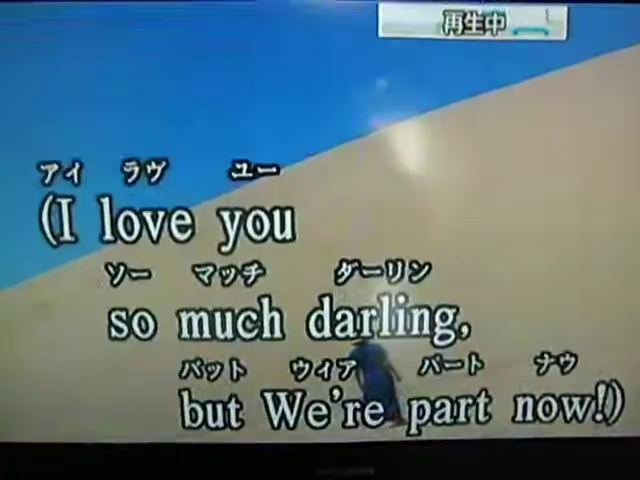 再生中
アイ ラヴ ユー
(I love you
ソー マッチ ダーリン
so much darling,
バット ウィア パート ナウ
but We're part now!)